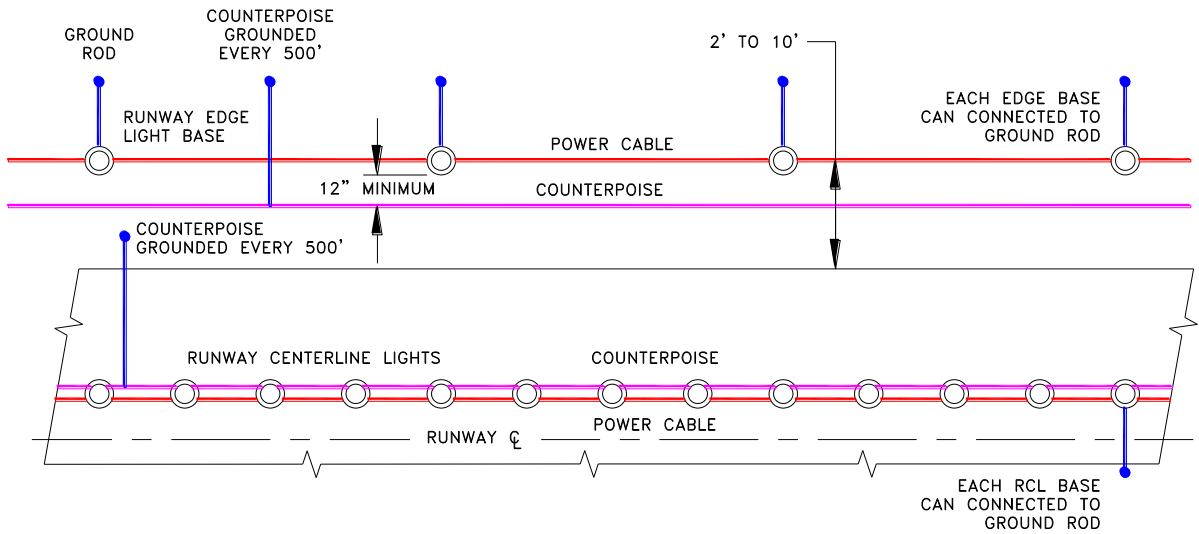 COUNTERPOISE
GROUNDED
EVERY 500'
GROUND
ROD
2' TO 10'
RUNWAY EDGE
LIGHT BASE
EACH EDGE BASE
CAN CONNECTED TO
GROUND ROD
POWER CABLE
12” MINIMUM
COUNTERPOISE
COUNTERPOISE
GROUNDED EVERY 500'
RUNWAY CENTERLINE LIGHTS
COUNTERPOISE
POWER CABLE
RUNWAY ℄
EACH RCL BASE
CAN CONNECTED TO
GROUND ROD